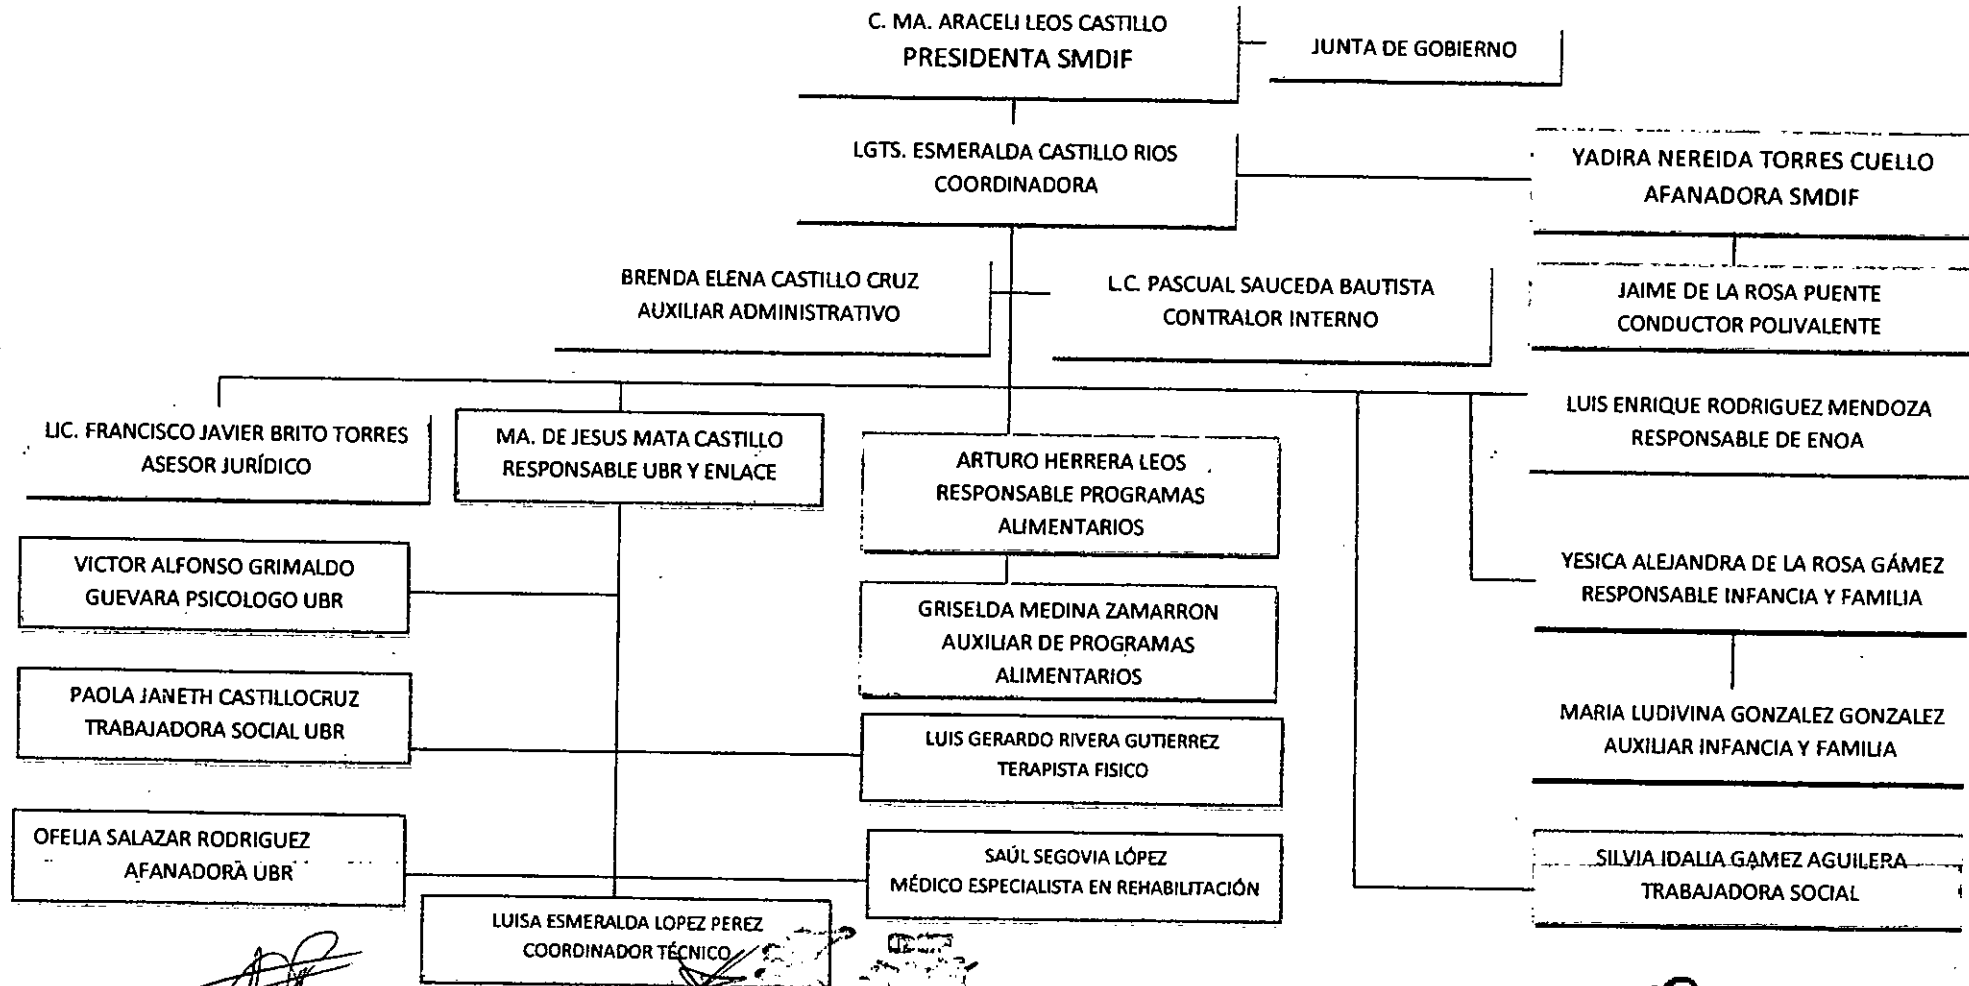 C. MA. ARACELI LEOS CASTILLO
PRESIDENTA SMDIF
JUNTA DE GOBIERNO
LGTS. ESMERALDA CASTILLO RIOS
COORDINADORA
YADIRA NEREIDA TORRES CUELLO
AFANADORA SMDIF
BRENDA ELENA CASTILLO CRUZ
AUXILIAR ADMINISTRATIVO
L.C. PASCUAL SAUCEDA BAUTISTA
CONTRALOR INTERNO
JAIME DE LA ROSA PUENTE
CONDUCTOR POLIVALENTE
LIC. FRANCISCO JAVIER BRITO TORRES
ASESOR JURÍDICO
MA. DE JESUS MATA CASTILLO
RESPONSABLE UBR Y ENLACE
ARTURO HERRERA LEOS
RESPONSABLE PROGRAMAS
ALIMENTARIOS
LUIS ENRIQUE RODRIGUEZ MENDOZA
RESPONSABLE DE ENOA
VICTOR ALFONSO GRIMALDO
GUEVARA PSICOLOGO UBR
GRISELDA MEDINA ZAMARRON
AUXILIAR DE PROGRAMAS
ALIMENTARIOS
YESICA ALEJANDRA DE LA ROSA GÁMEZ
RESPONSABLE INFANCIA Y FAMILIA
PAOLA JANETH CASTILLOCRUZ
TRABAJADORA SOCIAL UBR
LUIS GERARDO RIVERA GUTIERREZ
TERAPISTA FISICO
MARIA LUDIVINA GONZALEZ GONZALEZ
AUXILIAR INFANCIA Y FAMILIA
OFELIA SALAZAR RODRIGUEZ
AFANADORA UBR
SAÚL SEGOVIA LÓPEZ
MÉDICO ESPECIALISTA EN REHABILITACIÓN
SILVIA IDALIA GAMEZ AGUILERA
TRABAJADORA SOCIAL
LUISA ESMERALDA LOPEZ PEREZ
COORDINADOR TÉCNICO